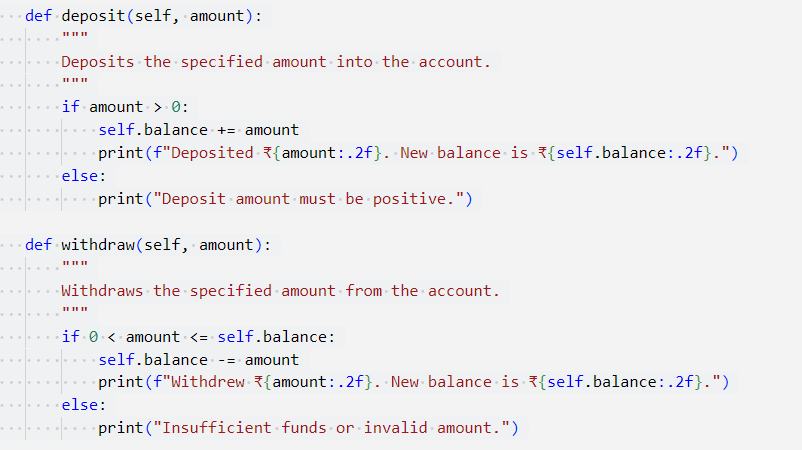 def deposit(self, amount):
"""
Deposits the specified amount into the account.
"""
if amount > 0:
self.balance += amount
print(f"Deposited ₹{amount:.2f}. New balance is ₹{self.balance:.2f}.")
else:
print("Deposit amount must be positive.")
def withdraw(self, amount):
"""
Withdraws the specified amount from the account.
"""
if 0 < amount <= self.balance:
self.balance -= amount
print(f"Withdrew ₹{amount:.2f}. New balance is ₹{self.balance:.2f}.")
else:
print("Insufficient funds or invalid amount.")